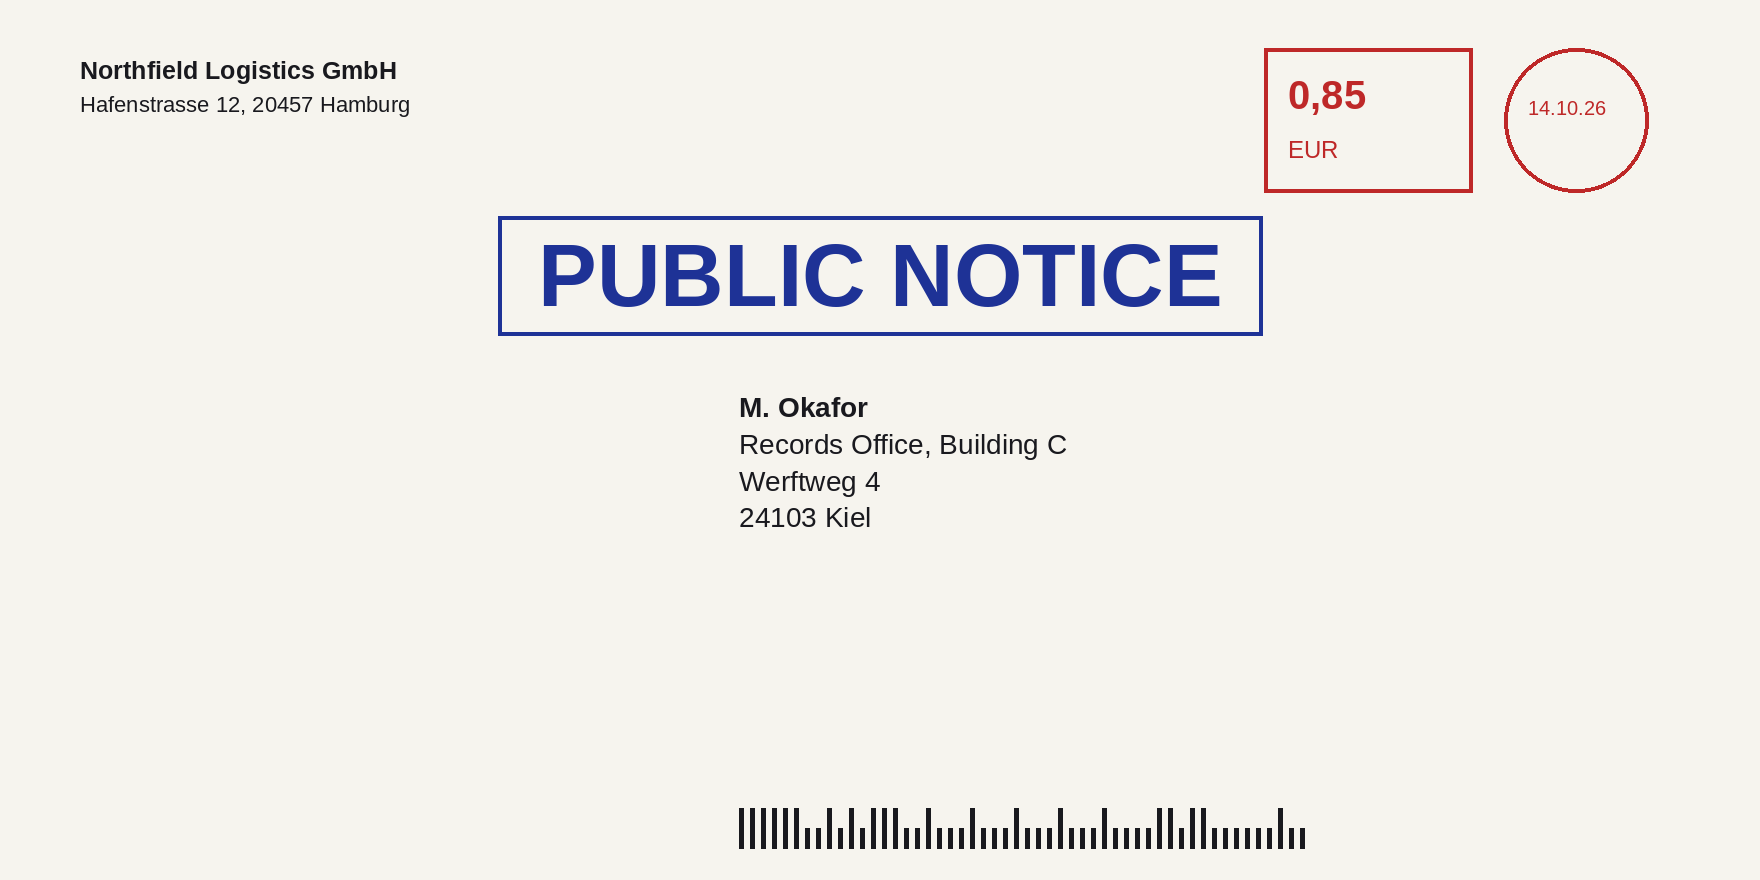 Northfield Logistics GmbH
Hafenstrasse 12, 20457 Hamburg
0,85
EUR
14.10.26
PUBLIC NOTICE
M. Okafor
Records Office, Building C
Werftweg 4
24103 Kiel